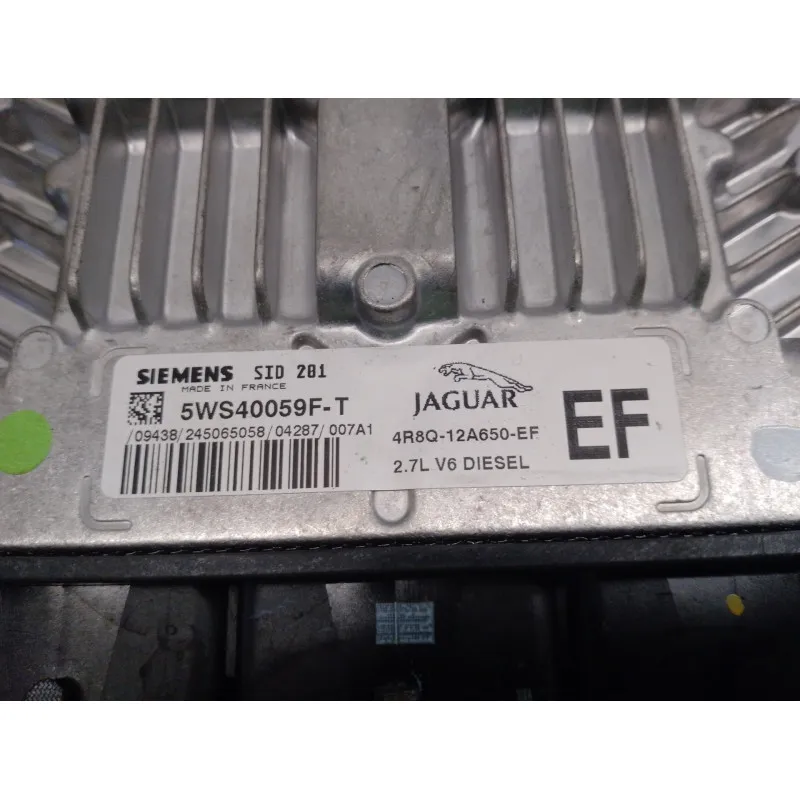 SIEMENS SID 201
MADE IN FRANCE
5WS40059F-T
/09438/245065058/04287/007A1
JAGUAR
4R8Q-12A650-EF
2.7L V6 DIESEL
EF